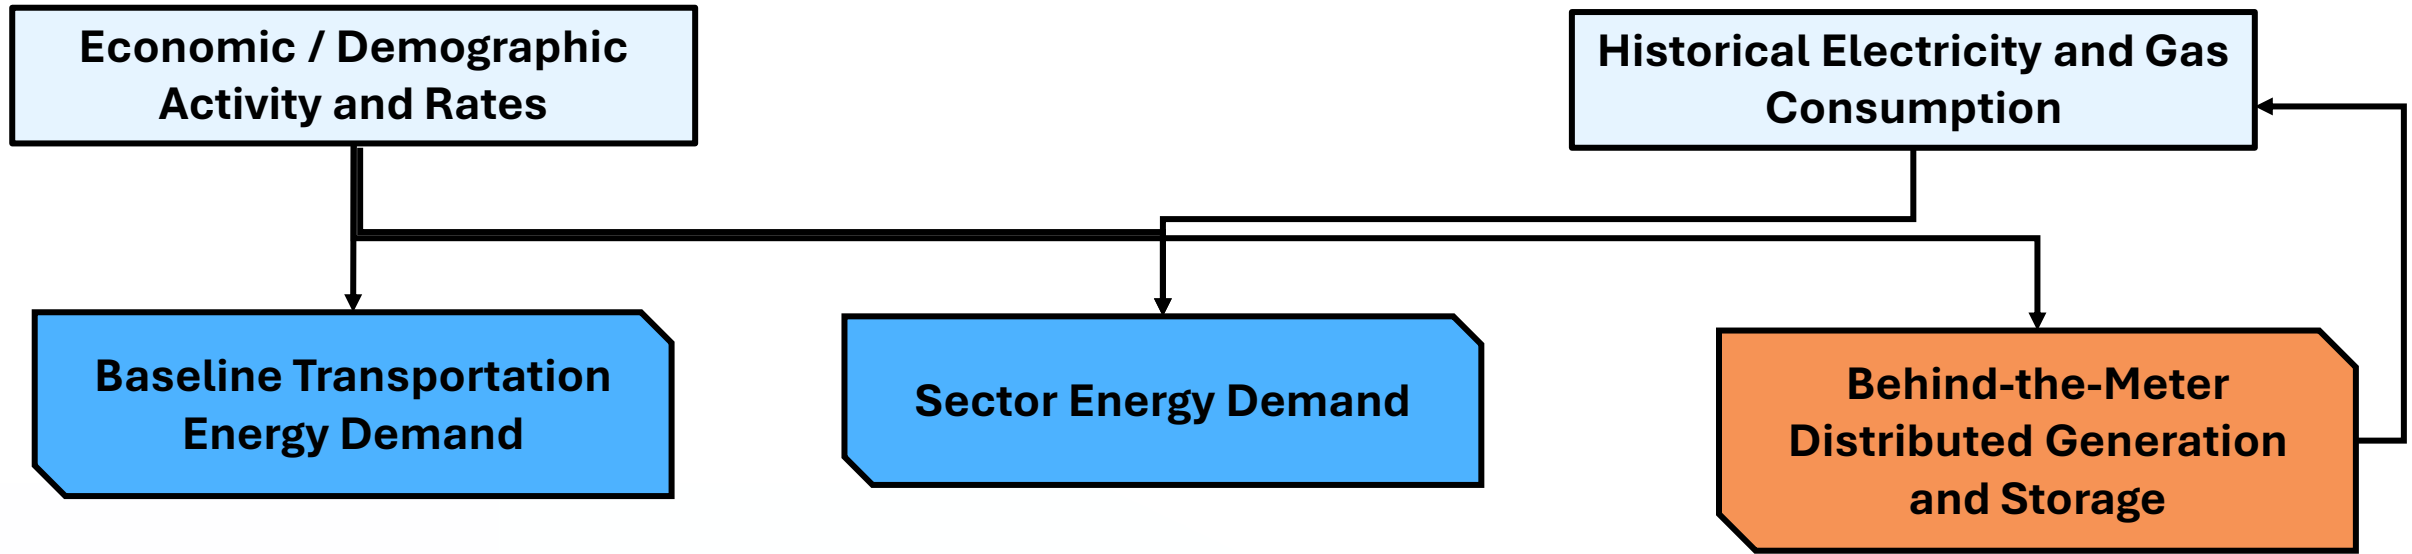 Economic / Demographic
Activity and Rates
Historical Electricity and Gas
Consumption
Baseline Transportation
Energy Demand
Sector Energy Demand
Behind-the-Meter
Distributed Generation
and Storage